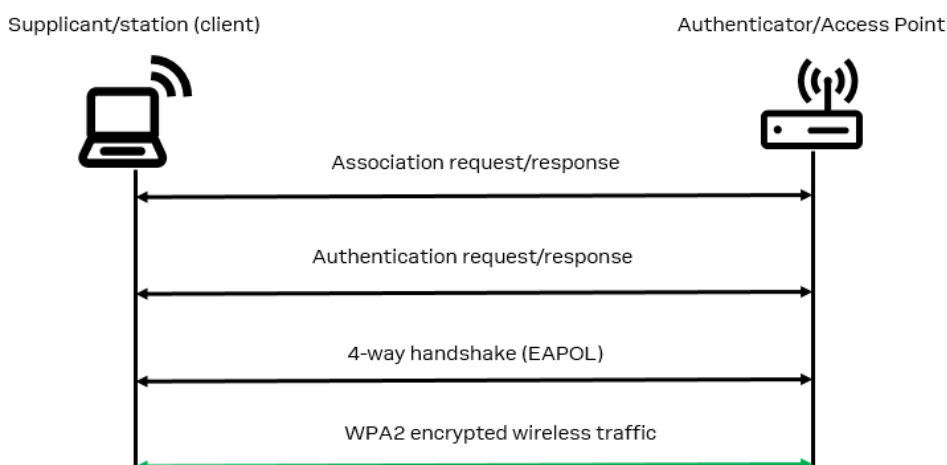 Supplicant/station (client)
Authenticator/Access Point
Association request/response
Authentication request/response
4-way handshake (EAPOL)
WPA2 encrypted wireless traffic